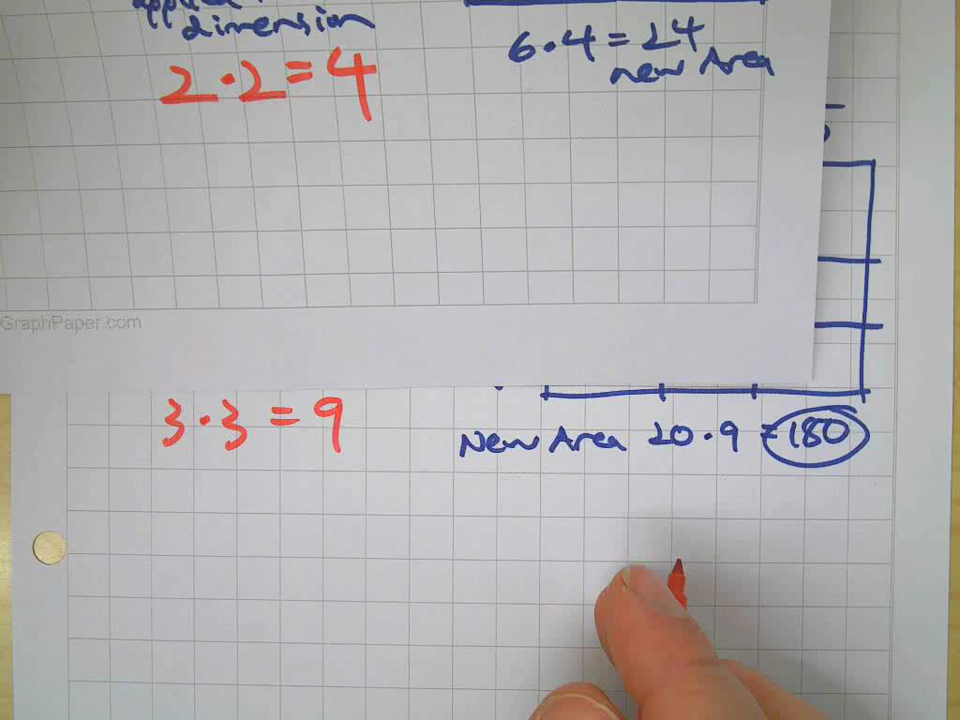 applied
dimension
2 · 2 = 4
6 · 4 = 24
new Area
GraphPaper.com
3 · 3 = 9
New Area 20 · 9 = 180